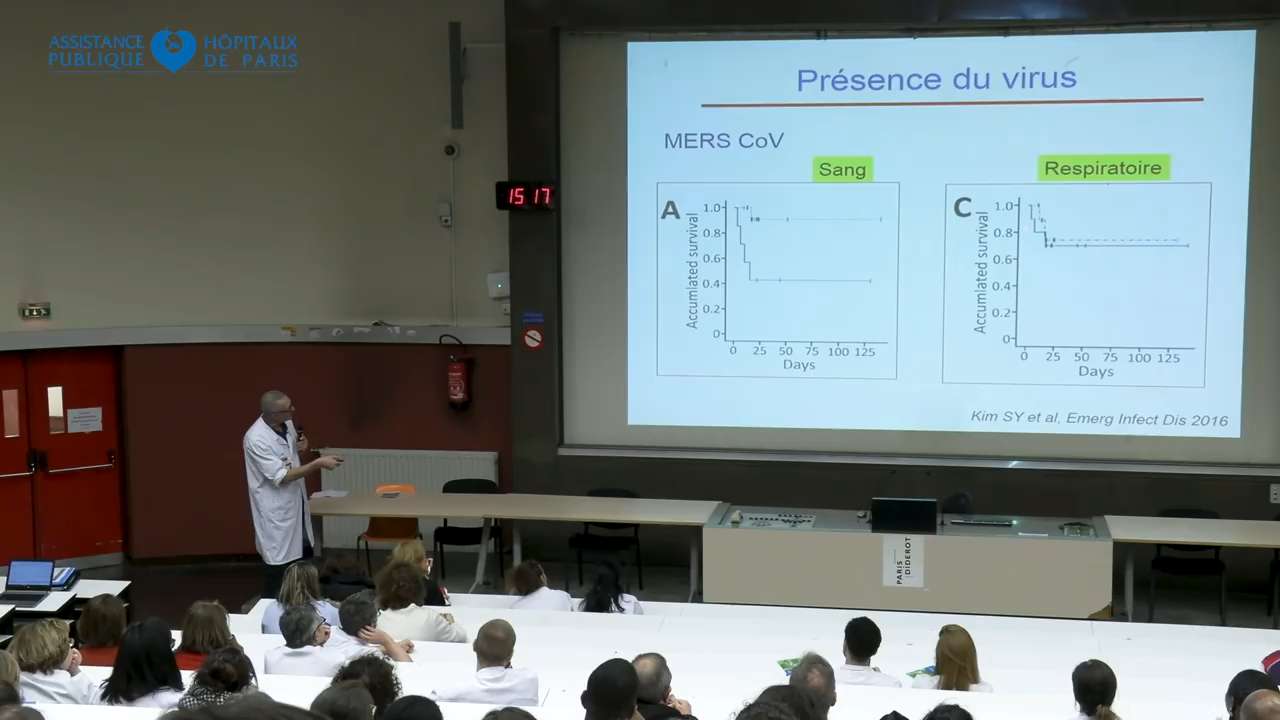 ASSISTANCE HÔPITAUX
PUBLIQUE DE PARIS
Présence du virus
MERS CoV
Sang
Respiratoire
A
Accumlated survival
1.0
0.8
0.6
0.4
0.2
0
0 25 50 75 100 125
Days
C
Accumlated survival
1.0
0.8
0.6
0.4
0.2
0
0 25 50 75 100 125
Days
Kim SY et al, Emerg Infect Dis 2016
15 17
PARIS
DIDEROT